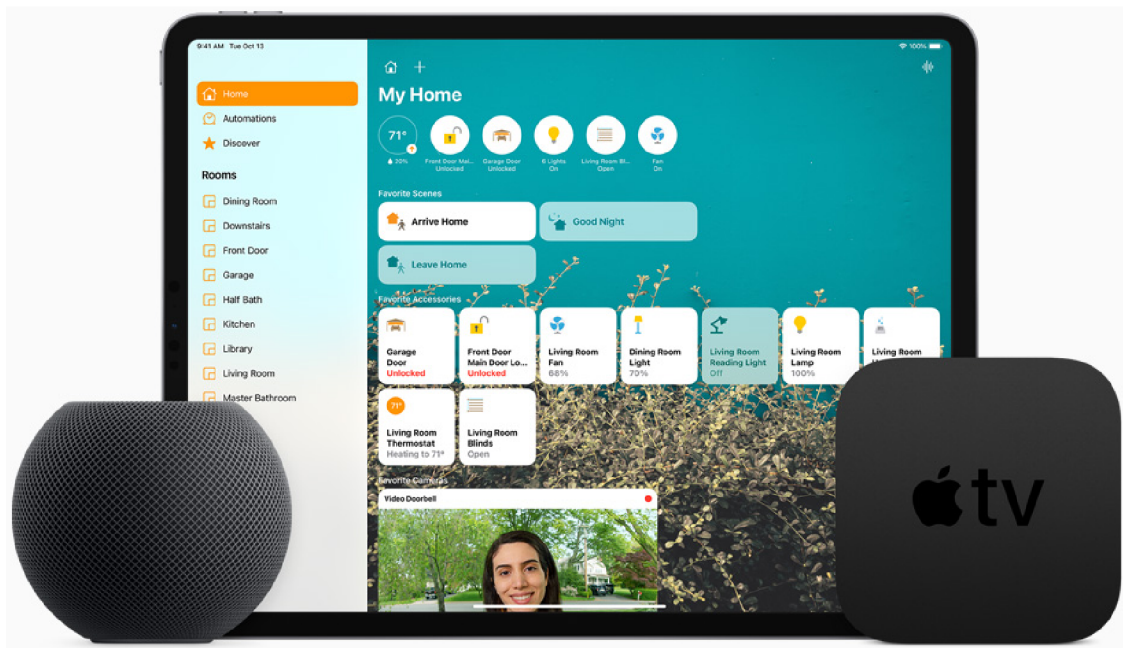 9:41 AM Tue Oct 13
100%
Home
Automations
Discover
Rooms
Dining Room
Downstairs
Front Door
Garage
Half Bath
Kitchen
Library
Living Room
Master Bathroom
My Home
71°
20%
Front Door Mai...
Unlocked
Garage Door
Unlocked
6 Lights
On
Living Room Bl...
Open
Fan
On
Favorite Scenes
Arrive Home
Good Night
Leave Home
Favorite Accessories
Garage
Door
Unlocked
Front Door
Main Door Lo...
Unlocked
Living Room
Fan
68%
Dining Room
Light
70%
Living Room
Reading Light
Off
Living Room
Lamp
100%
Living Room
71°
Living Room
Thermostat
Heating to 71°
Living Room
Blinds
Open
Favorite Cameras
Video Doorbell
tv